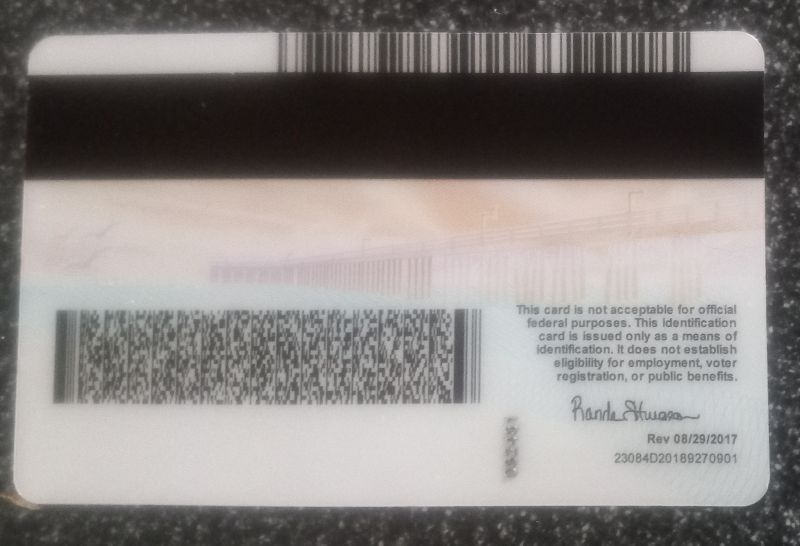 This card is not acceptable for official
federal purposes. This identification
card is issued only as a means of
identification. It does not establish
eligibility for employment, voter
registration, or public benefits.
Rev 08/29/2017
23084D20189270901